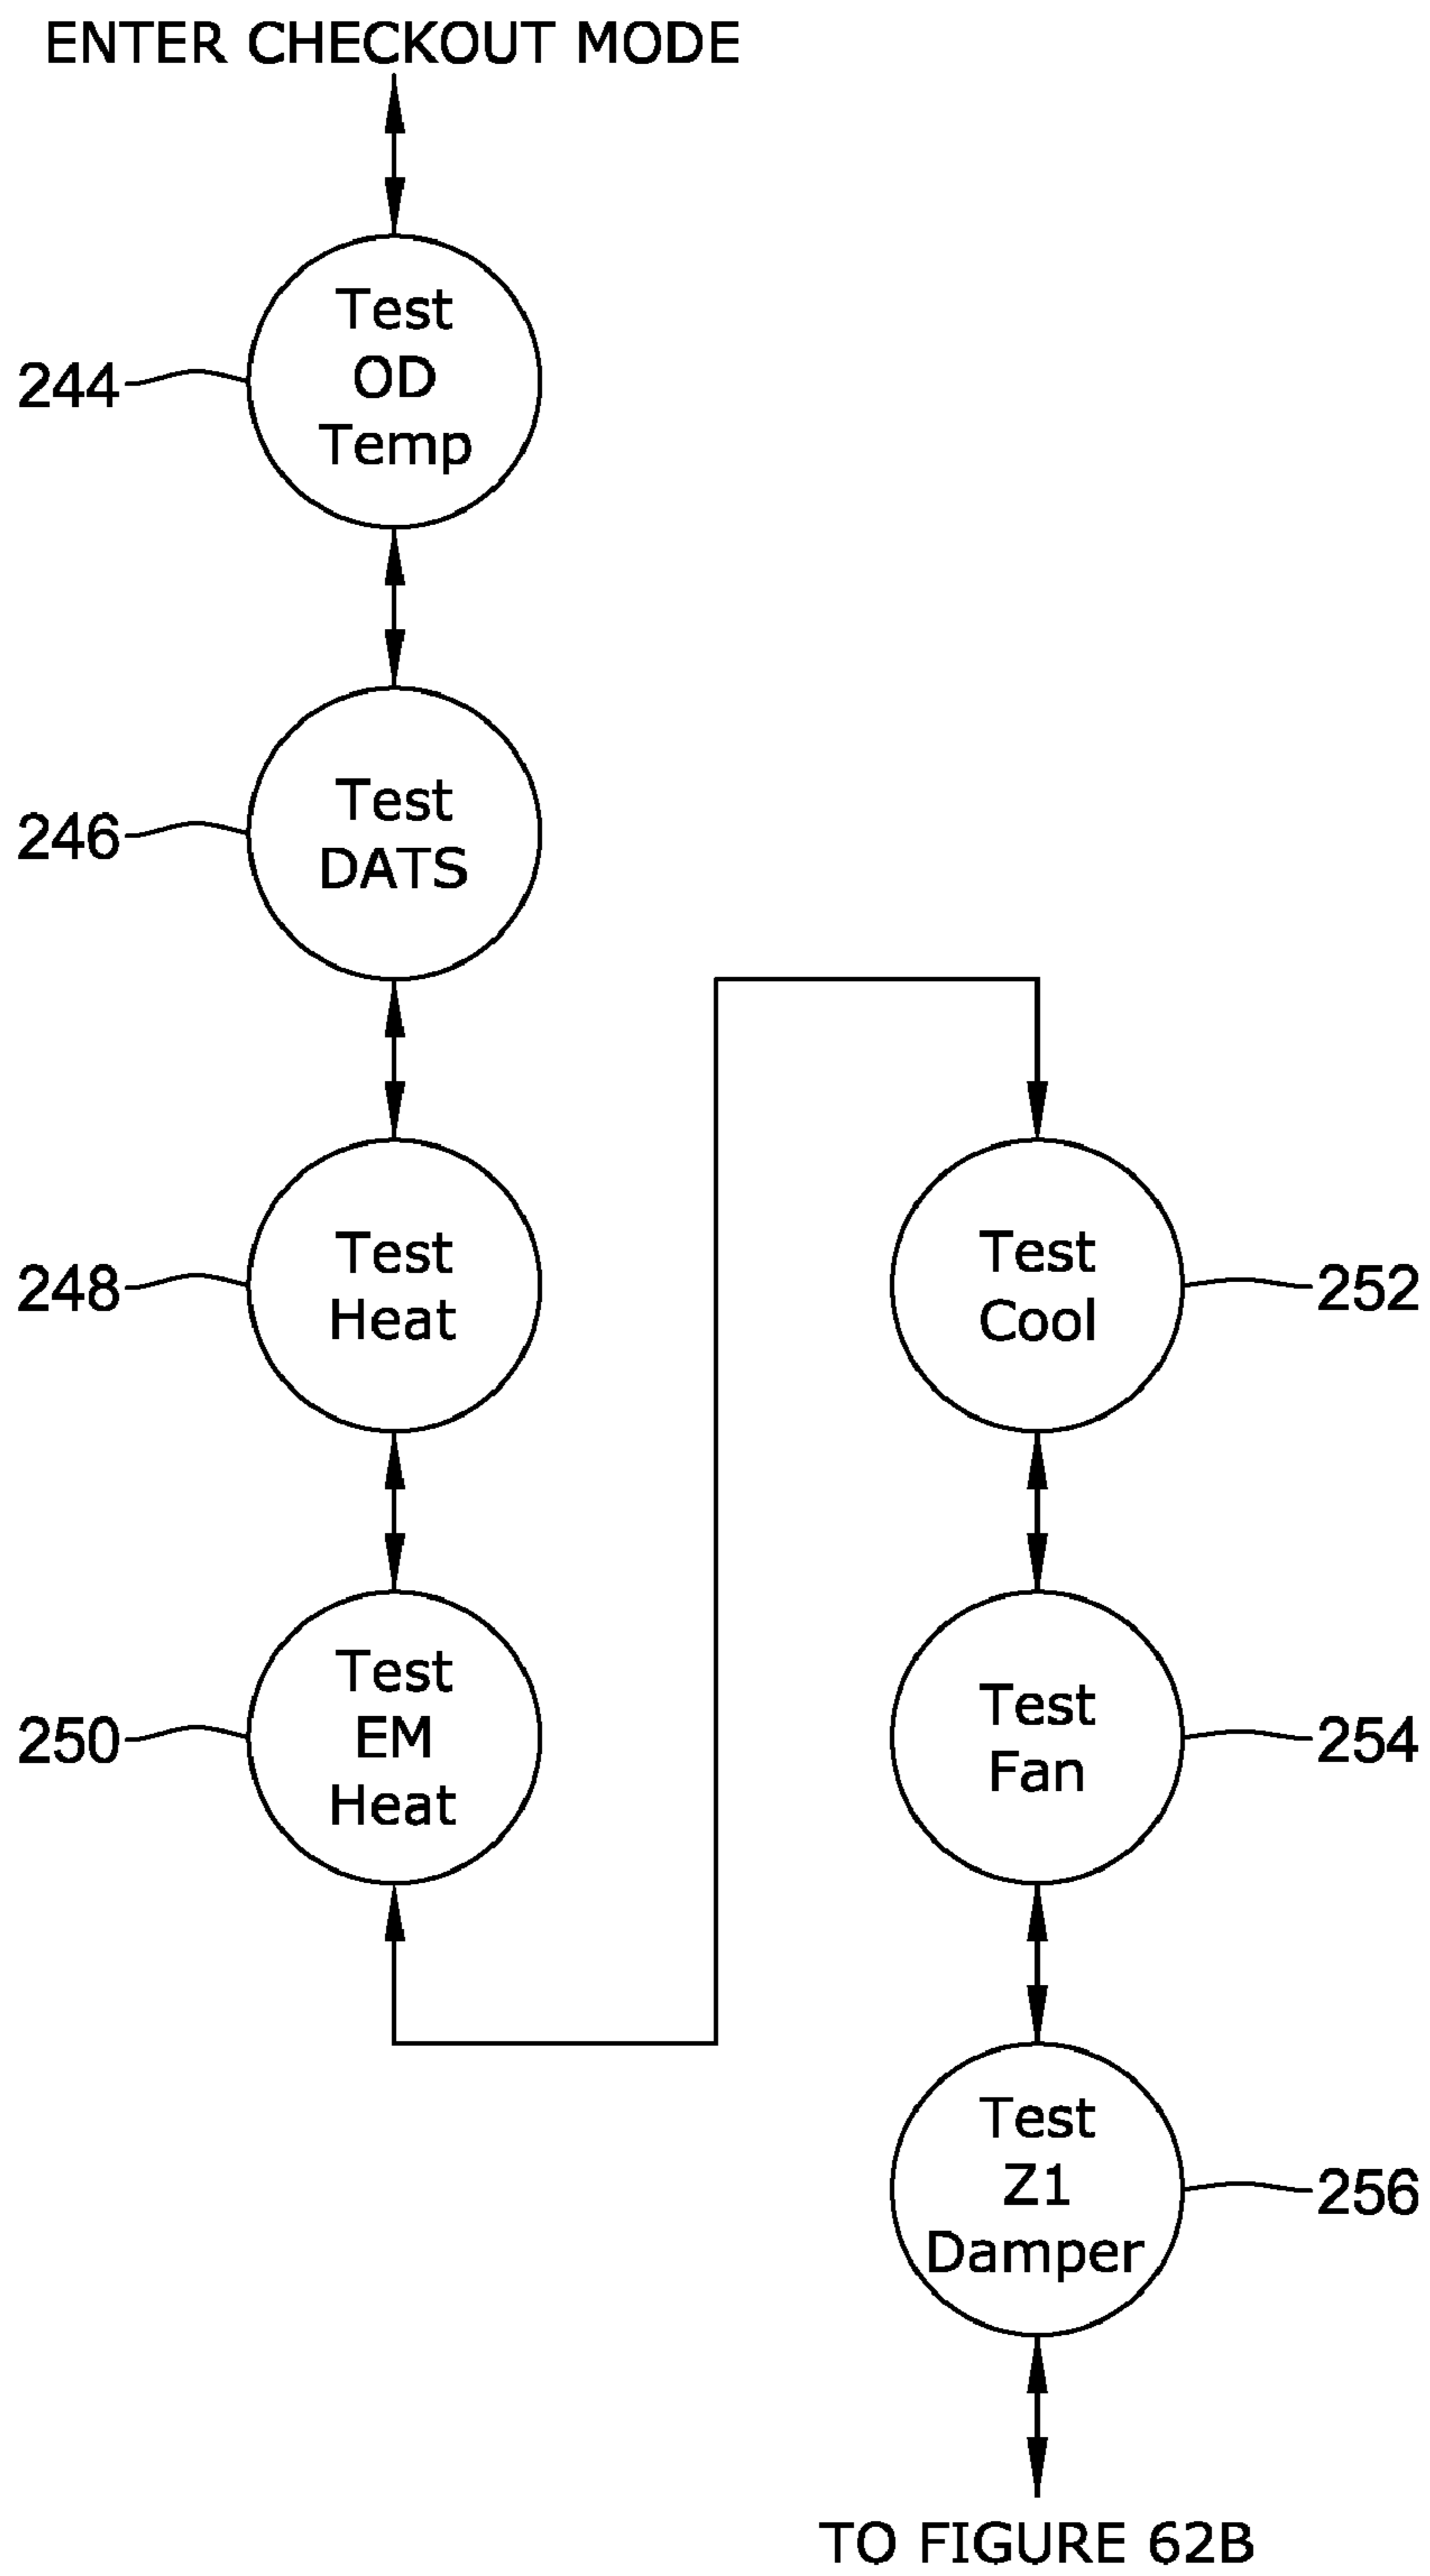 ENTER CHECKOUT MODE
Test
OD
Temp
244
Test
DATS
246
Test
Heat
248
Test
EM
Heat
250
Test
Cool
252
Test
Fan
254
Test
Z1
Damper
256
TO FIGURE 62B